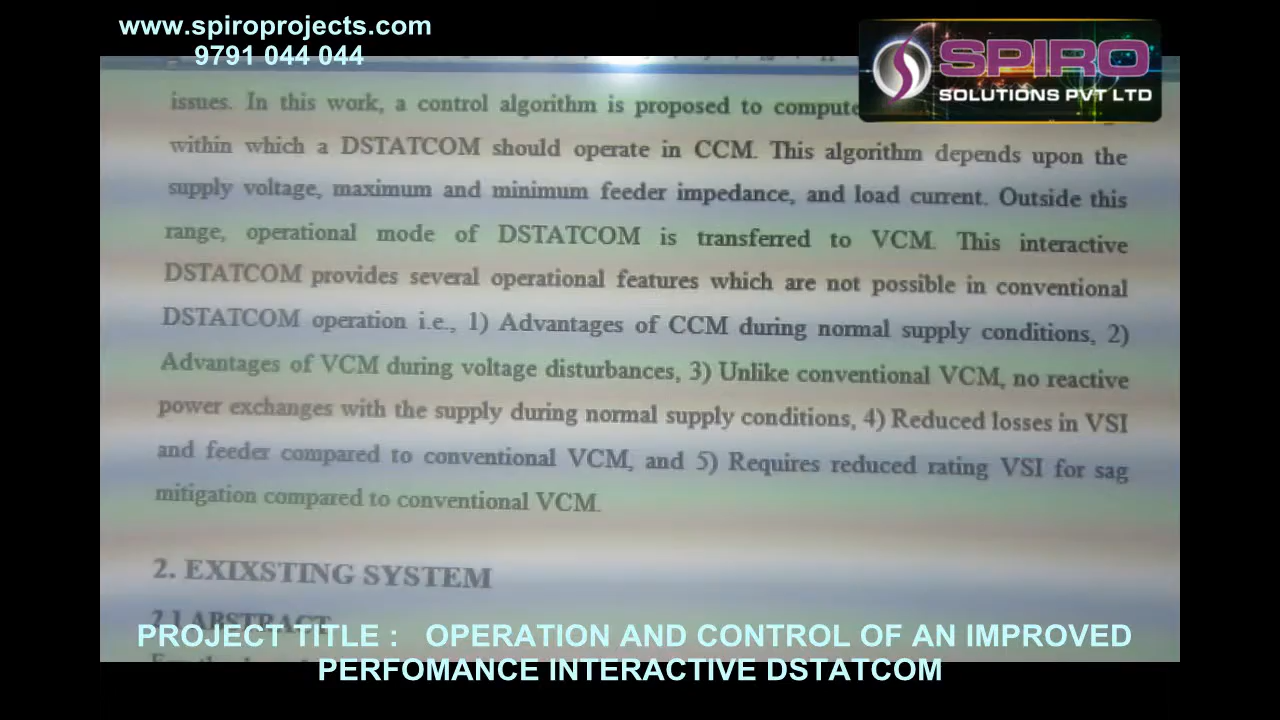 www.spiroprojects.com
9791 044 044
SPIRO
SOLUTIONS PVT LTD
issues. In this work, a control algorithm is proposed to compute
within which a DSTATCOM should operate in CCM. This algorithm depends upon the
supply voltage, maximum and minimum feeder impedance, and load current. Outside this
range, operational mode of DSTATCOM is transferred to VCM. This interactive
DSTATCOM provides several operational features which are not possible in conventional
DSTATCOM operation i.e., 1) Advantages of CCM during normal supply conditions, 2)
Advantages of VCM during voltage disturbances, 3) Unlike conventional VCM, no reactive
power exchanges with the supply during normal supply conditions, 4) Reduced losses in VSI
and feeder compared to conventional VCM, and 5) Requires reduced rating VSI for sag
mitigation compared to conventional VCM.
2. EXIXSTING SYSTEM
2.1 ABSTRACT
PROJECT TITLE : OPERATION AND CONTROL OF AN IMPROVED
PERFOMANCE INTERACTIVE DSTATCOM